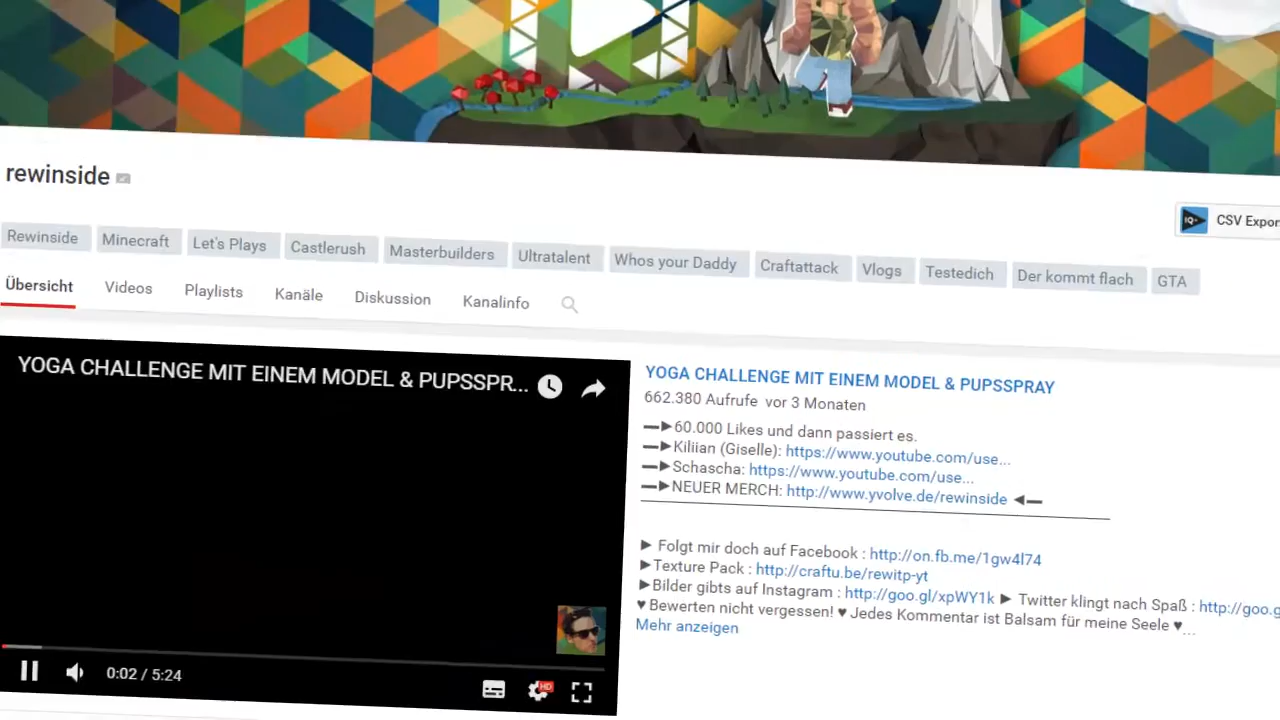 rewinside
CSV Expor
Rewinside Minecraft Let's Plays Castlerush Masterbuilders Ultratalent Whos your Daddy Craftattack Vlogs Testedich Der kommt flach GTA
Übersicht Videos Playlists Kanäle Diskussion Kanalinfo
YOGA CHALLENGE MIT EINEM MODEL & PUPSSPR...
YOGA CHALLENGE MIT EINEM MODEL & PUPSSPRAY
662.380 Aufrufe vor 3 Monaten
—►60.000 Likes und dann passiert es.
—►Kiliian (Giselle): https://www.youtube.com/use...
—►Schascha: https://www.youtube.com/use...
—►NEUER MERCH: http://www.yvolve.de/rewinside ◄—
► Folgt mir doch auf Facebook : http://on.fb.me/1gw4l74
►Texture Pack : http://craftu.be/rewitp-yt
►Bilder gibts auf Instagram : http://goo.gl/xpWY1k ► Twitter klingt nach Spaß : http://goo.g
♥ Bewerten nicht vergessen! ♥ Jedes Kommentar ist Balsam für meine Seele ♥...
Mehr anzeigen
0:02 / 5:24
HD